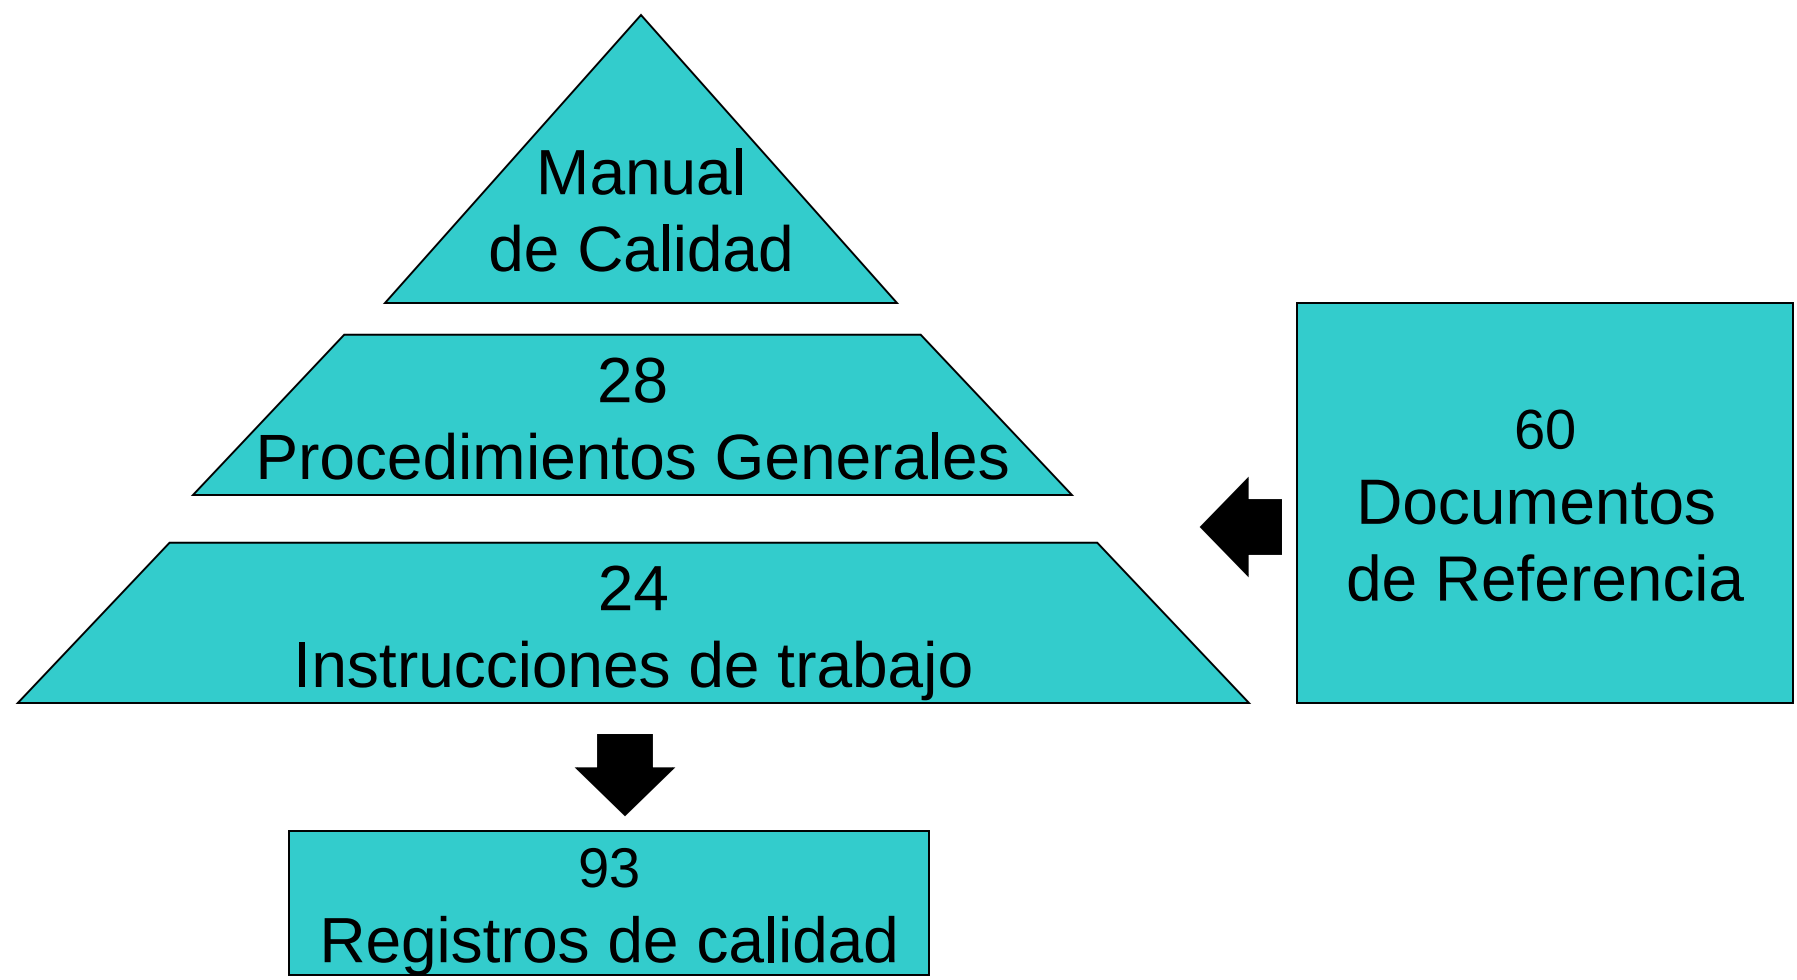 Manual
de Calidad
28
Procedimientos Generales
24
Instrucciones de trabajo
60
Documentos
de Referencia
93
Registros de calidad